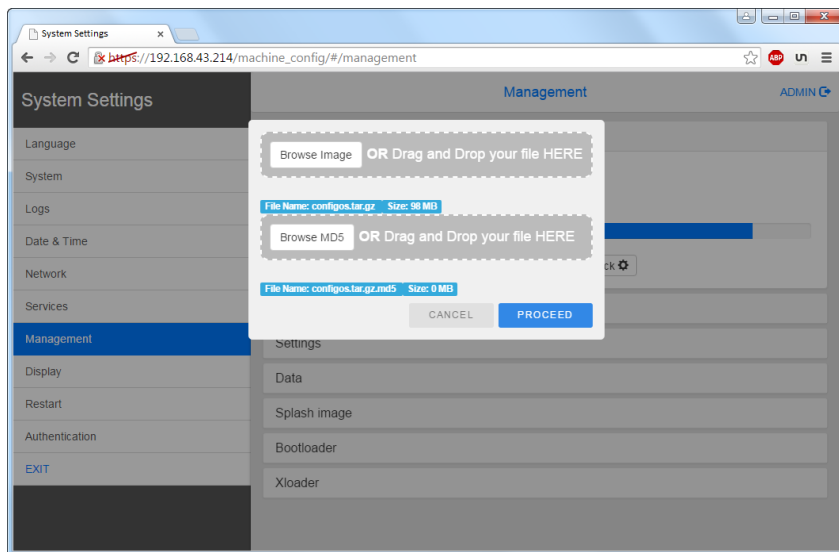 System Settings
https://192.168.43.214/machine_config/#/management
ABP
System Settings
Management
ADMIN
Language
System
Logs
Date & Time
Network
Services
Management
Display
Restart
Authentication
EXIT
Browse Image OR Drag and Drop your file HERE
File Name: configos.tar.gz Size: 98 MB
Browse MD5 OR Drag and Drop your file HERE
File Name: configos.tar.gz.md5 Size: 0 MB
CANCEL PROCEED
ck
Settings
Data
Splash image
Bootloader
Xloader